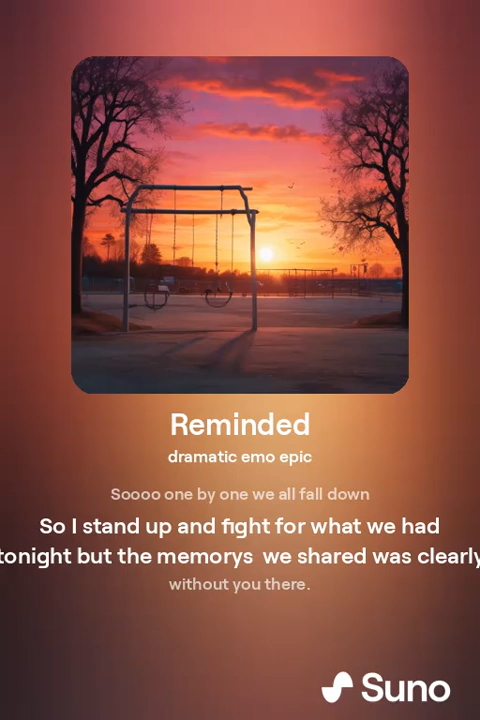 Reminded
dramatic emo epic
Soooo one by one we all fall down
So I stand up and fight for what we had
tonight but the memorys  we shared was clearly
without you there.
Suno